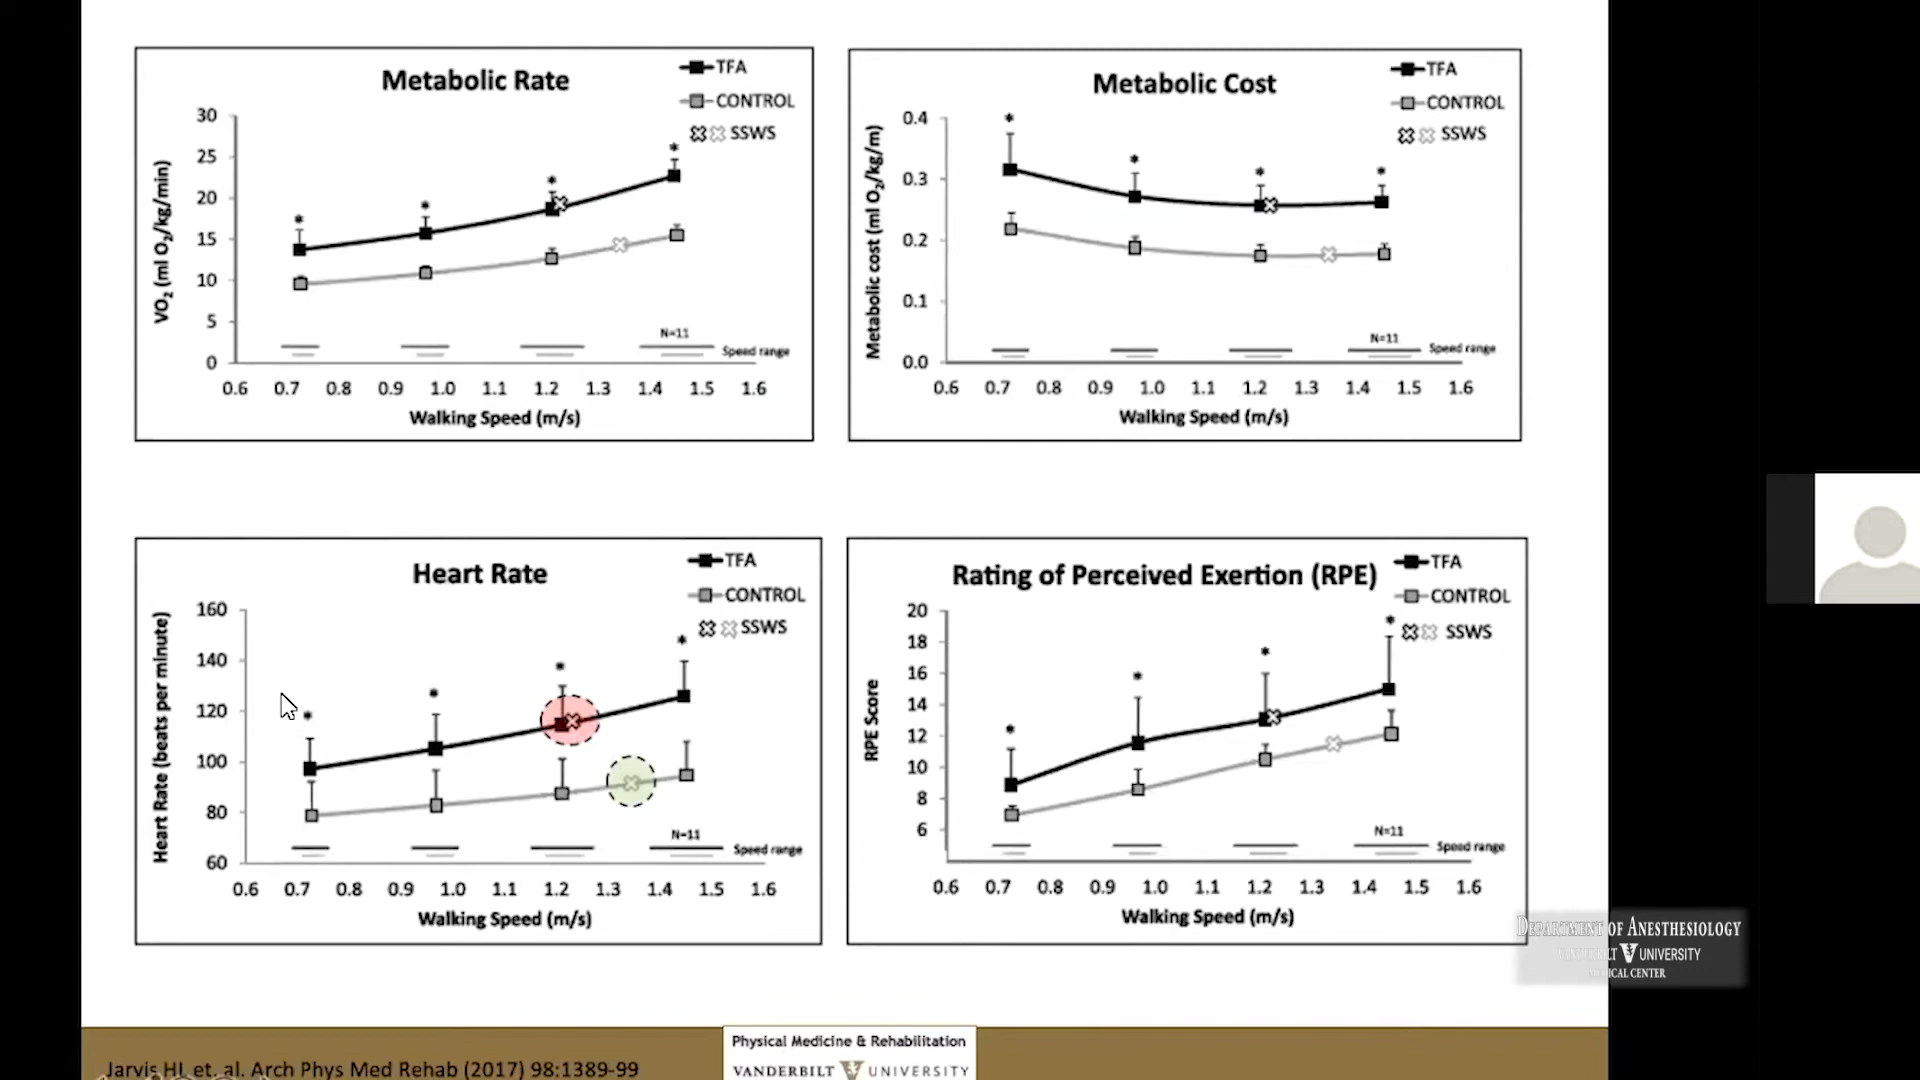 Metabolic Rate
TFA
CONTROL
SSWS
VO2 (ml O2/kg/min)
30
25
20
15
10
5
0
*
*
*
*
N=11
Speed range
0.6 0.7 0.8 0.9 1.0 1.1 1.2 1.3 1.4 1.5 1.6
Walking Speed (m/s)
Metabolic Cost
TFA
CONTROL
SSWS
Metabolic cost (ml O2/kg/m)
0.4
0.3
0.2
0.1
0.0
*
*
*
*
N=11
Speed range
0.6 0.7 0.8 0.9 1.0 1.1 1.2 1.3 1.4 1.5 1.6
Walking Speed (m/s)
Heart Rate
TFA
CONTROL
SSWS
Heart Rate (beats per minute)
160
140
120
100
80
60
*
*
*
*
N=11
Speed range
0.6 0.7 0.8 0.9 1.0 1.1 1.2 1.3 1.4 1.5 1.6
Walking Speed (m/s)
Rating of Perceived Exertion (RPE)
TFA
CONTROL
SSWS
RPE Score
20
18
16
14
12
10
8
6
*
*
*
*
N=11
Speed range
0.6 0.7 0.8 0.9 1.0 1.1 1.2 1.3 1.4 1.5 1.6
Walking Speed (m/s)
DEPARTMENT OF ANESTHESIOLOGY
VANDERBILT UNIVERSITY
MEDICAL CENTER
Jarvis HL et. al. Arch Phys Med Rehab (2017) 98:1389-99
Physical Medicine & Rehabilitation
VANDERBILT UNIVERSITY